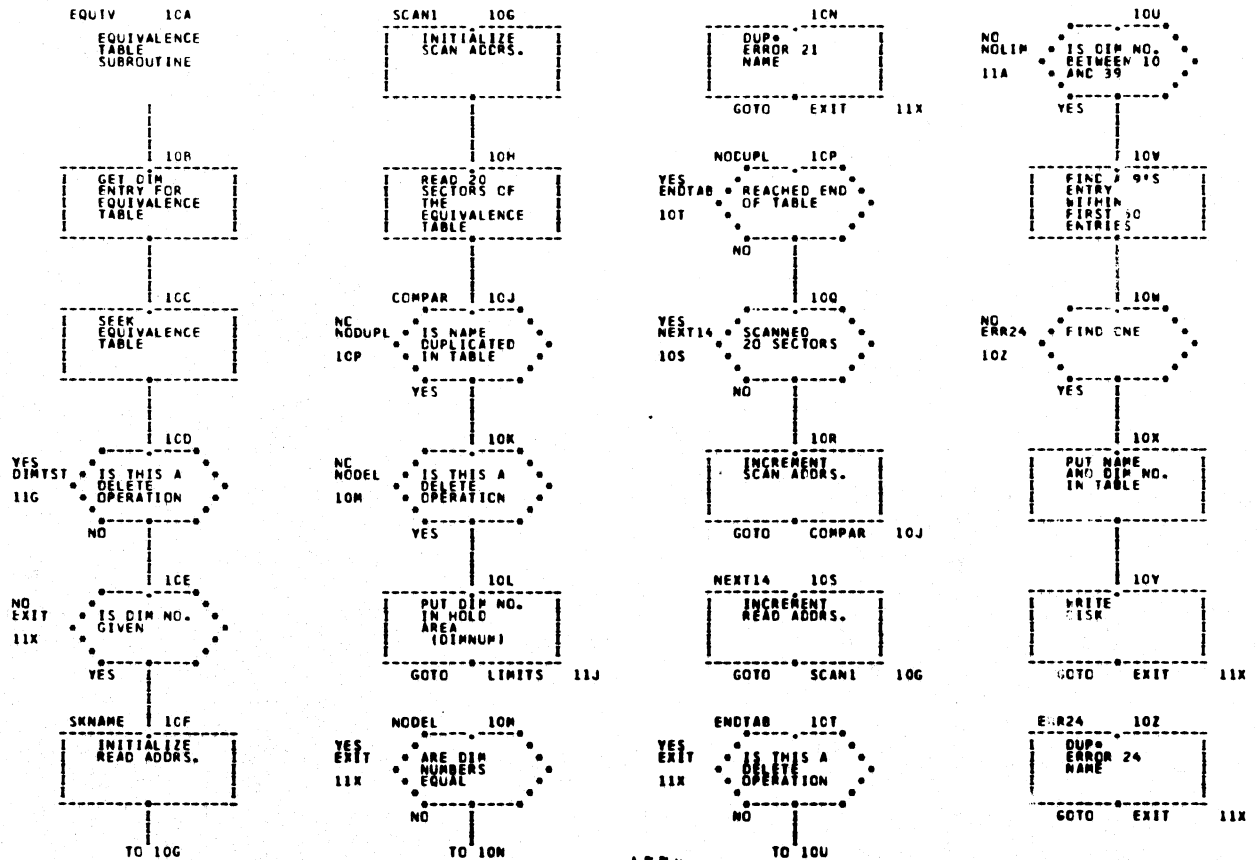 EQUIV 10A
EQUIVALENCE
TABLE
SUBROUTINE
10B
GET DIM
ENTRY FOR
EQUIVALENCE
TABLE
10C
SEEK
EQUIVALENCE
TABLE
10D
YES
DIMTST
11G
IS THIS A
DELETE
OPERATION
NO
10E
NO
EXIT
11X
IS DIM NO.
GIVEN
YES
SKNAME 10F
INITIALIZE
READ ADDRS.
TO 10G
SCAN1 10G
INITIALIZE
SCAN ADDRS.
10H
READ 20
SECTORS OF
THE
EQUIVALENCE
TABLE
COMPAR 10J
NO
NODUPL
10P
IS NAME
DUPLICATED
IN TABLE
YES
10K
NO
NODEL
10M
IS THIS A
DELETE
OPERATION
YES
10L
PUT DIM NO.
IN HOLD
AREA
(DIMNUM)
GOTO LIMITS 11J
NODEL 10M
YES
EXIT
11X
ARE DIM
NUMBERS
EQUAL
NO
TO 10N
10N
DUP*
ERROR 21
NAME
GOTO EXIT 11X
NODUPL 10P
YES
ENDTAB
10T
REACHED END
OF TABLE
NO
10Q
YES
NEXT14
10S
SCANNED
20 SECTORS
NO
10R
INCREMENT
SCAN ADDRS.
GOTO COMPAR 10J
NEXT14 10S
INCREMENT
READ ADDRS.
GOTO SCAN1 10G
ENDTAB 10T
YES
EXIT
11X
IS THIS A
DELETE
OPERATION
NO
TO 10U
10U
NO
NOLIM
11A
IS DIM NO.
BETWEEN 10
AND 39
YES
10V
FIND A 9'S
ENTRY
WITHIN
FIRST 50
ENTRIES
10W
NO
ERR24
10Z
FIND ONE
YES
10X
PUT NAME
AND DIM NO.
IN TABLE
10Y
WRITE
DISK
GOTO EXIT 11X
ERR24 10Z
DUP*
ERROR 24
NAME
GOTO EXIT 11X